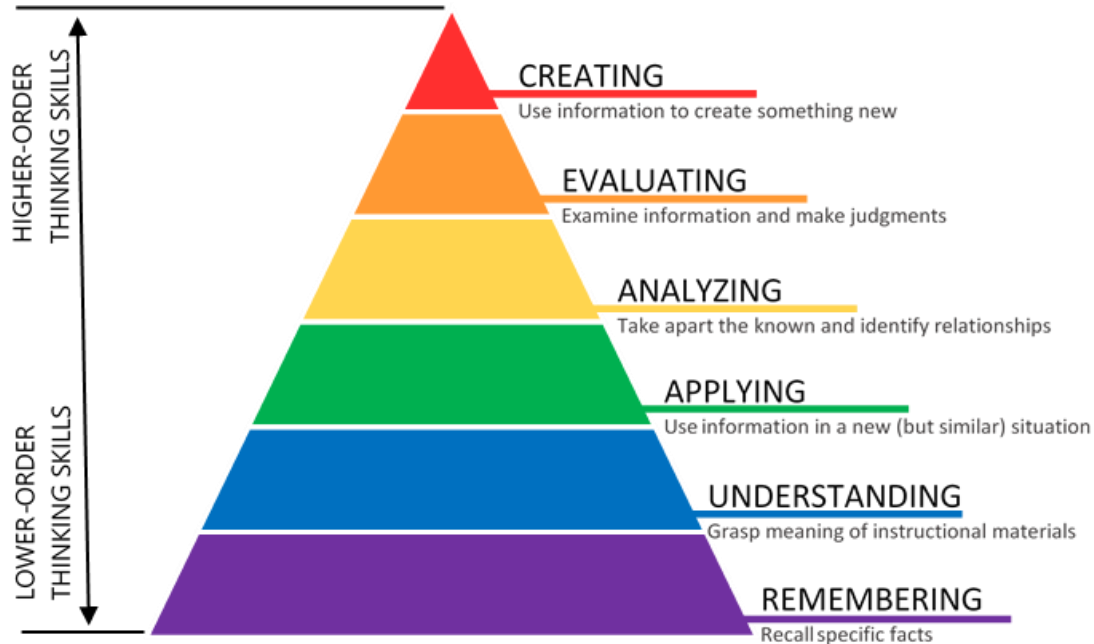 HIGHER-ORDER
THINKING SKILLS
CREATING
Use information to create something new
EVALUATING
Examine information and make judgments
ANALYZING
Take apart the known and identify relationships
APPLYING
Use information in a new (but similar) situation
LOWER-ORDER
THINKING SKILLS
UNDERSTANDING
Grasp meaning of instructional materials
REMEMBERING
Recall specific facts